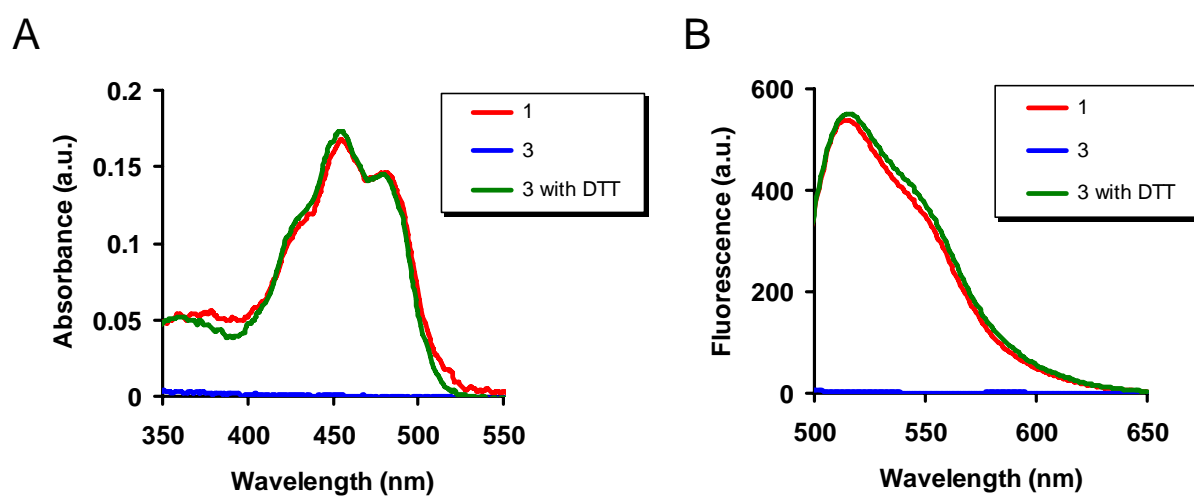 A
B
1
3
3 with DTT
0.2
0.15
0.1
0.05
0
350
400
450
500
550
Absorbance (a.u.)
Wavelength (nm)
1
3
3 with DTT
600
400
200
0
500
550
600
650
Fluorescence (a.u.)
Wavelength (nm)